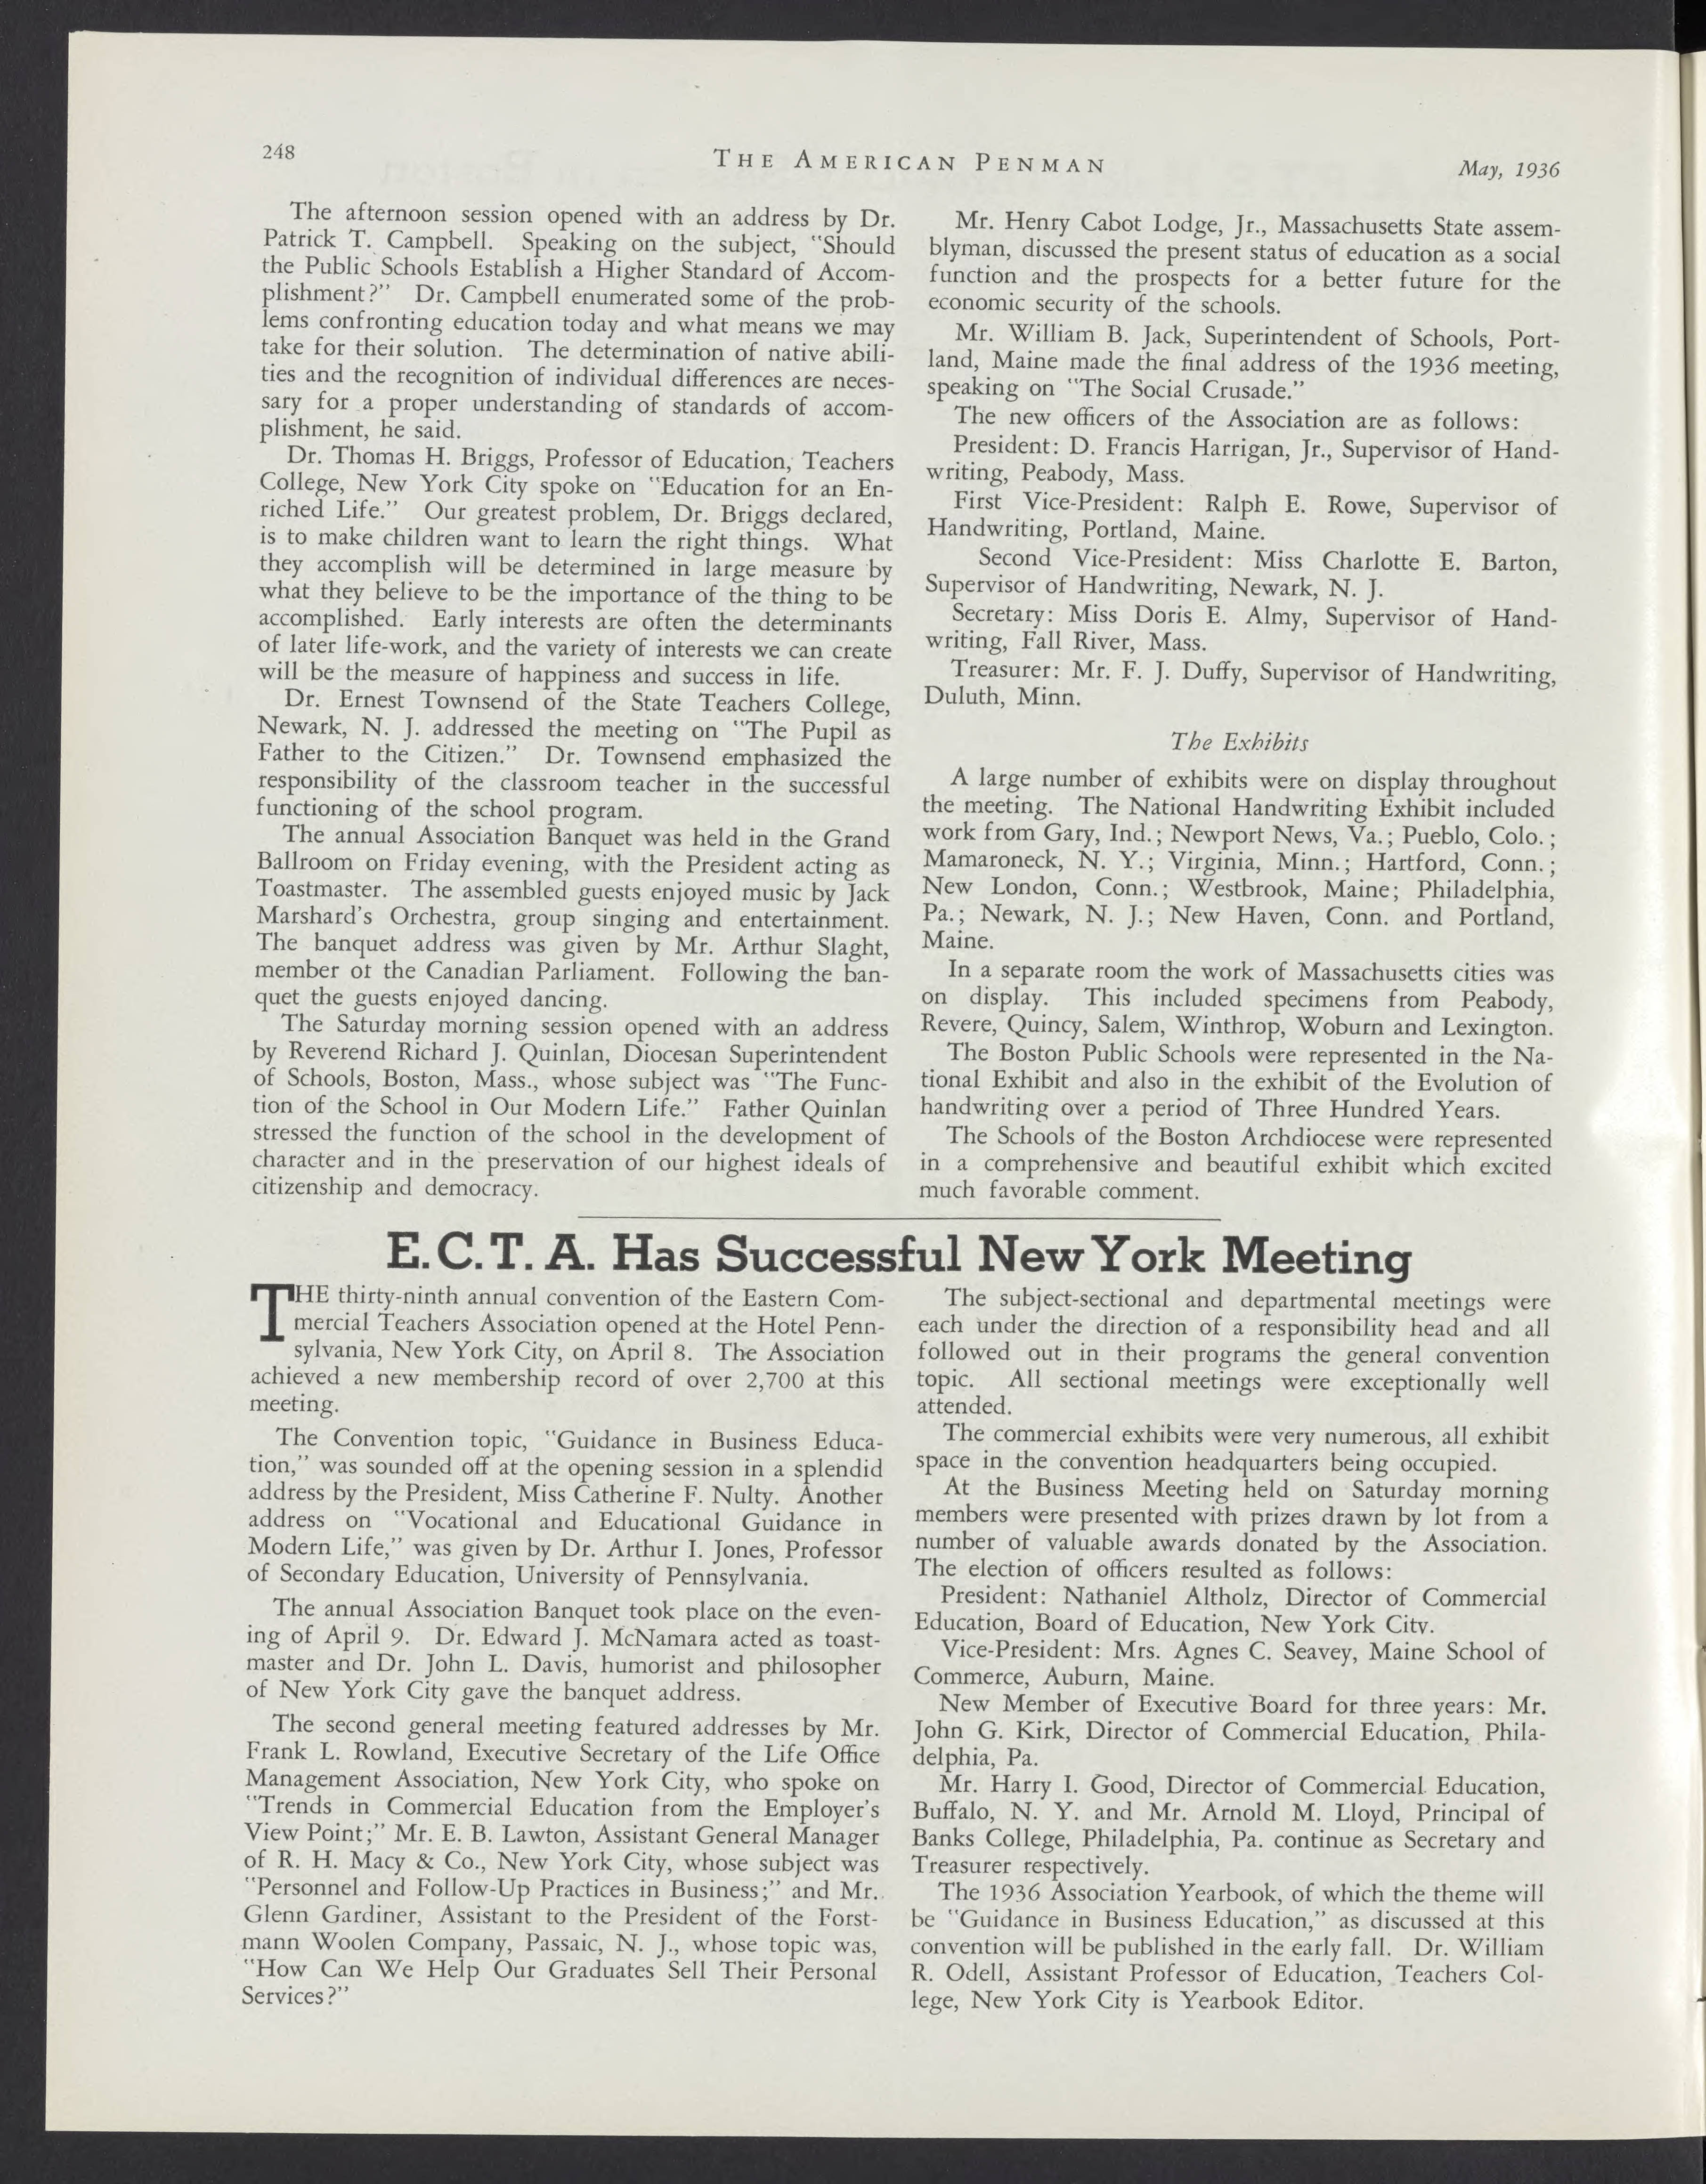 248
THE AMERICAN PENMAN
May, 1936
The afternoon session opened with an address by Dr.
Patrick T. Campbell. Speaking on the subject, "Should
the Public Schools Establish a Higher Standard of Accom-
plishment?" Dr. Campbell enumerated some of the prob-
lems confronting education today and what means we may
take for their solution. The determination of native abili-
ties and the recognition of individual differences are neces-
sary for a proper understanding of standards of accom-
plishment, he said.
Dr. Thomas H. Briggs, Professor of Education, Teachers
College, New York City spoke on "Education for an En-
riched Life." Our greatest problem, Dr. Briggs declared,
is to make children want to learn the right things. What
they accomplish will be determined in large measure by
what they believe to be the importance of the thing to be
accomplished. Early interests are often the determinants
of later life-work, and the variety of interests we can create
will be the measure of happiness and success in life.
Dr. Ernest Townsend of the State Teachers College,
Newark, N. J. addressed the meeting on "The Pupil as
Father to the Citizen." Dr. Townsend emphasized the
responsibility of the classroom teacher in the successful
functioning of the school program.
The annual Association Banquet was held in the Grand
Ballroom on Friday evening, with the President acting as
Toastmaster. The assembled guests enjoyed music by Jack
Marshard's Orchestra, group singing and entertainment.
The banquet address was given by Mr. Arthur Slaght,
member of the Canadian Parliament. Following the ban-
quet the guests enjoyed dancing.
The Saturday morning session opened with an address
by Reverend Richard J. Quinlan, Diocesan Superintendent
of Schools, Boston, Mass., whose subject was "The Func-
tion of the School in Our Modern Life." Father Quinlan
stressed the function of the school in the development of
character and in the preservation of our highest ideals of
citizenship and democracy.
Mr. Henry Cabot Lodge, Jr., Massachusetts State assem-
blyman, discussed the present status of education as a social
function and the prospects for a better future for the
economic security of the schools.
Mr. William B. Jack, Superintendent of Schools, Port-
land, Maine made the final address of the 1936 meeting,
speaking on "The Social Crusade."
The new officers of the Association are as follows:
President: D. Francis Harrigan, Jr., Supervisor of Hand-
writing, Peabody, Mass.
First Vice-President: Ralph E. Rowe, Supervisor of
Handwriting, Portland, Maine.
Second Vice-President: Miss Charlotte E. Barton,
Supervisor of Handwriting, Newark, N. J.
Secretary: Miss Doris E. Almy, Supervisor of Hand-
writing, Fall River, Mass.
Treasurer: Mr. F. J. Duffy, Supervisor of Handwriting,
Duluth, Minn.
The Exhibits
A large number of exhibits were on display throughout
the meeting. The National Handwriting Exhibit included
work from Gary, Ind.; Newport News, Va.; Pueblo, Colo.;
Mamaroneck, N. Y.; Virginia, Minn.; Hartford, Conn.;
New London, Conn.; Westbrook, Maine; Philadelphia,
Pa.; Newark, N. J.; New Haven, Conn. and Portland,
Maine.
In a separate room the work of Massachusetts cities was
on display. This included specimens from Peabody,
Revere, Quincy, Salem, Winthrop, Woburn and Lexington.
The Boston Public Schools were represented in the Na-
tional Exhibit and also in the exhibit of the Evolution of
handwriting over a period of Three Hundred Years.
The Schools of the Boston Archdiocese were represented
in a comprehensive and beautiful exhibit which excited
much favorable comment.
E. C. T. A. Has Successful New York Meeting
THE thirty-ninth annual convention of the Eastern Com-
mercial Teachers Association opened at the Hotel Penn-
sylvania, New York City, on April 8. The Association
achieved a new membership record of over 2,700 at this
meeting.
The Convention topic, "Guidance in Business Educa-
tion," was sounded off at the opening session in a splendid
address by the President, Miss Catherine F. Nulty. Another
address on "Vocational and Educational Guidance in
Modern Life," was given by Dr. Arthur I. Jones, Professor
of Secondary Education, University of Pennsylvania.
The annual Association Banquet took place on the even-
ing of April 9. Dr. Edward J. McNamara acted as toast-
master and Dr. John L. Davis, humorist and philosopher
of New York City gave the banquet address.
The second general meeting featured addresses by Mr.
Frank L. Rowland, Executive Secretary of the Life Office
Management Association, New York City, who spoke on
"Trends in Commercial Education from the Employer's
View Point;" Mr. E. B. Lawton, Assistant General Manager
of R. H. Macy & Co., New York City, whose subject was
"Personnel and Follow-Up Practices in Business;" and Mr.
Glenn Gardiner, Assistant to the President of the Forst-
mann Woolen Company, Passaic, N. J., whose topic was,
"How Can We Help Our Graduates Sell Their Personal
Services?"
The subject-sectional and departmental meetings were
each under the direction of a responsibility head and all
followed out in their programs the general convention
topic. All sectional meetings were exceptionally well
attended.
The commercial exhibits were very numerous, all exhibit
space in the convention headquarters being occupied.
At the Business Meeting held on Saturday morning
members were presented with prizes drawn by lot from a
number of valuable awards donated by the Association.
The election of officers resulted as follows:
President: Nathaniel Altholz, Director of Commercial
Education, Board of Education, New York City.
Vice-President: Mrs. Agnes C. Seavey, Maine School of
Commerce, Auburn, Maine.
New Member of Executive Board for three years: Mr.
John G. Kirk, Director of Commercial Education, Phila-
delphia, Pa.
Mr. Harry I. Good, Director of Commercial Education,
Buffalo, N. Y. and Mr. Arnold M. Lloyd, Principal of
Banks College, Philadelphia, Pa. continue as Secretary and
Treasurer respectively.
The 1936 Association Yearbook, of which the theme will
be "Guidance in Business Education," as discussed at this
convention will be published in the early fall. Dr. William
R. Odell, Assistant Professor of Education, Teachers Col-
lege, New York City is Yearbook Editor.